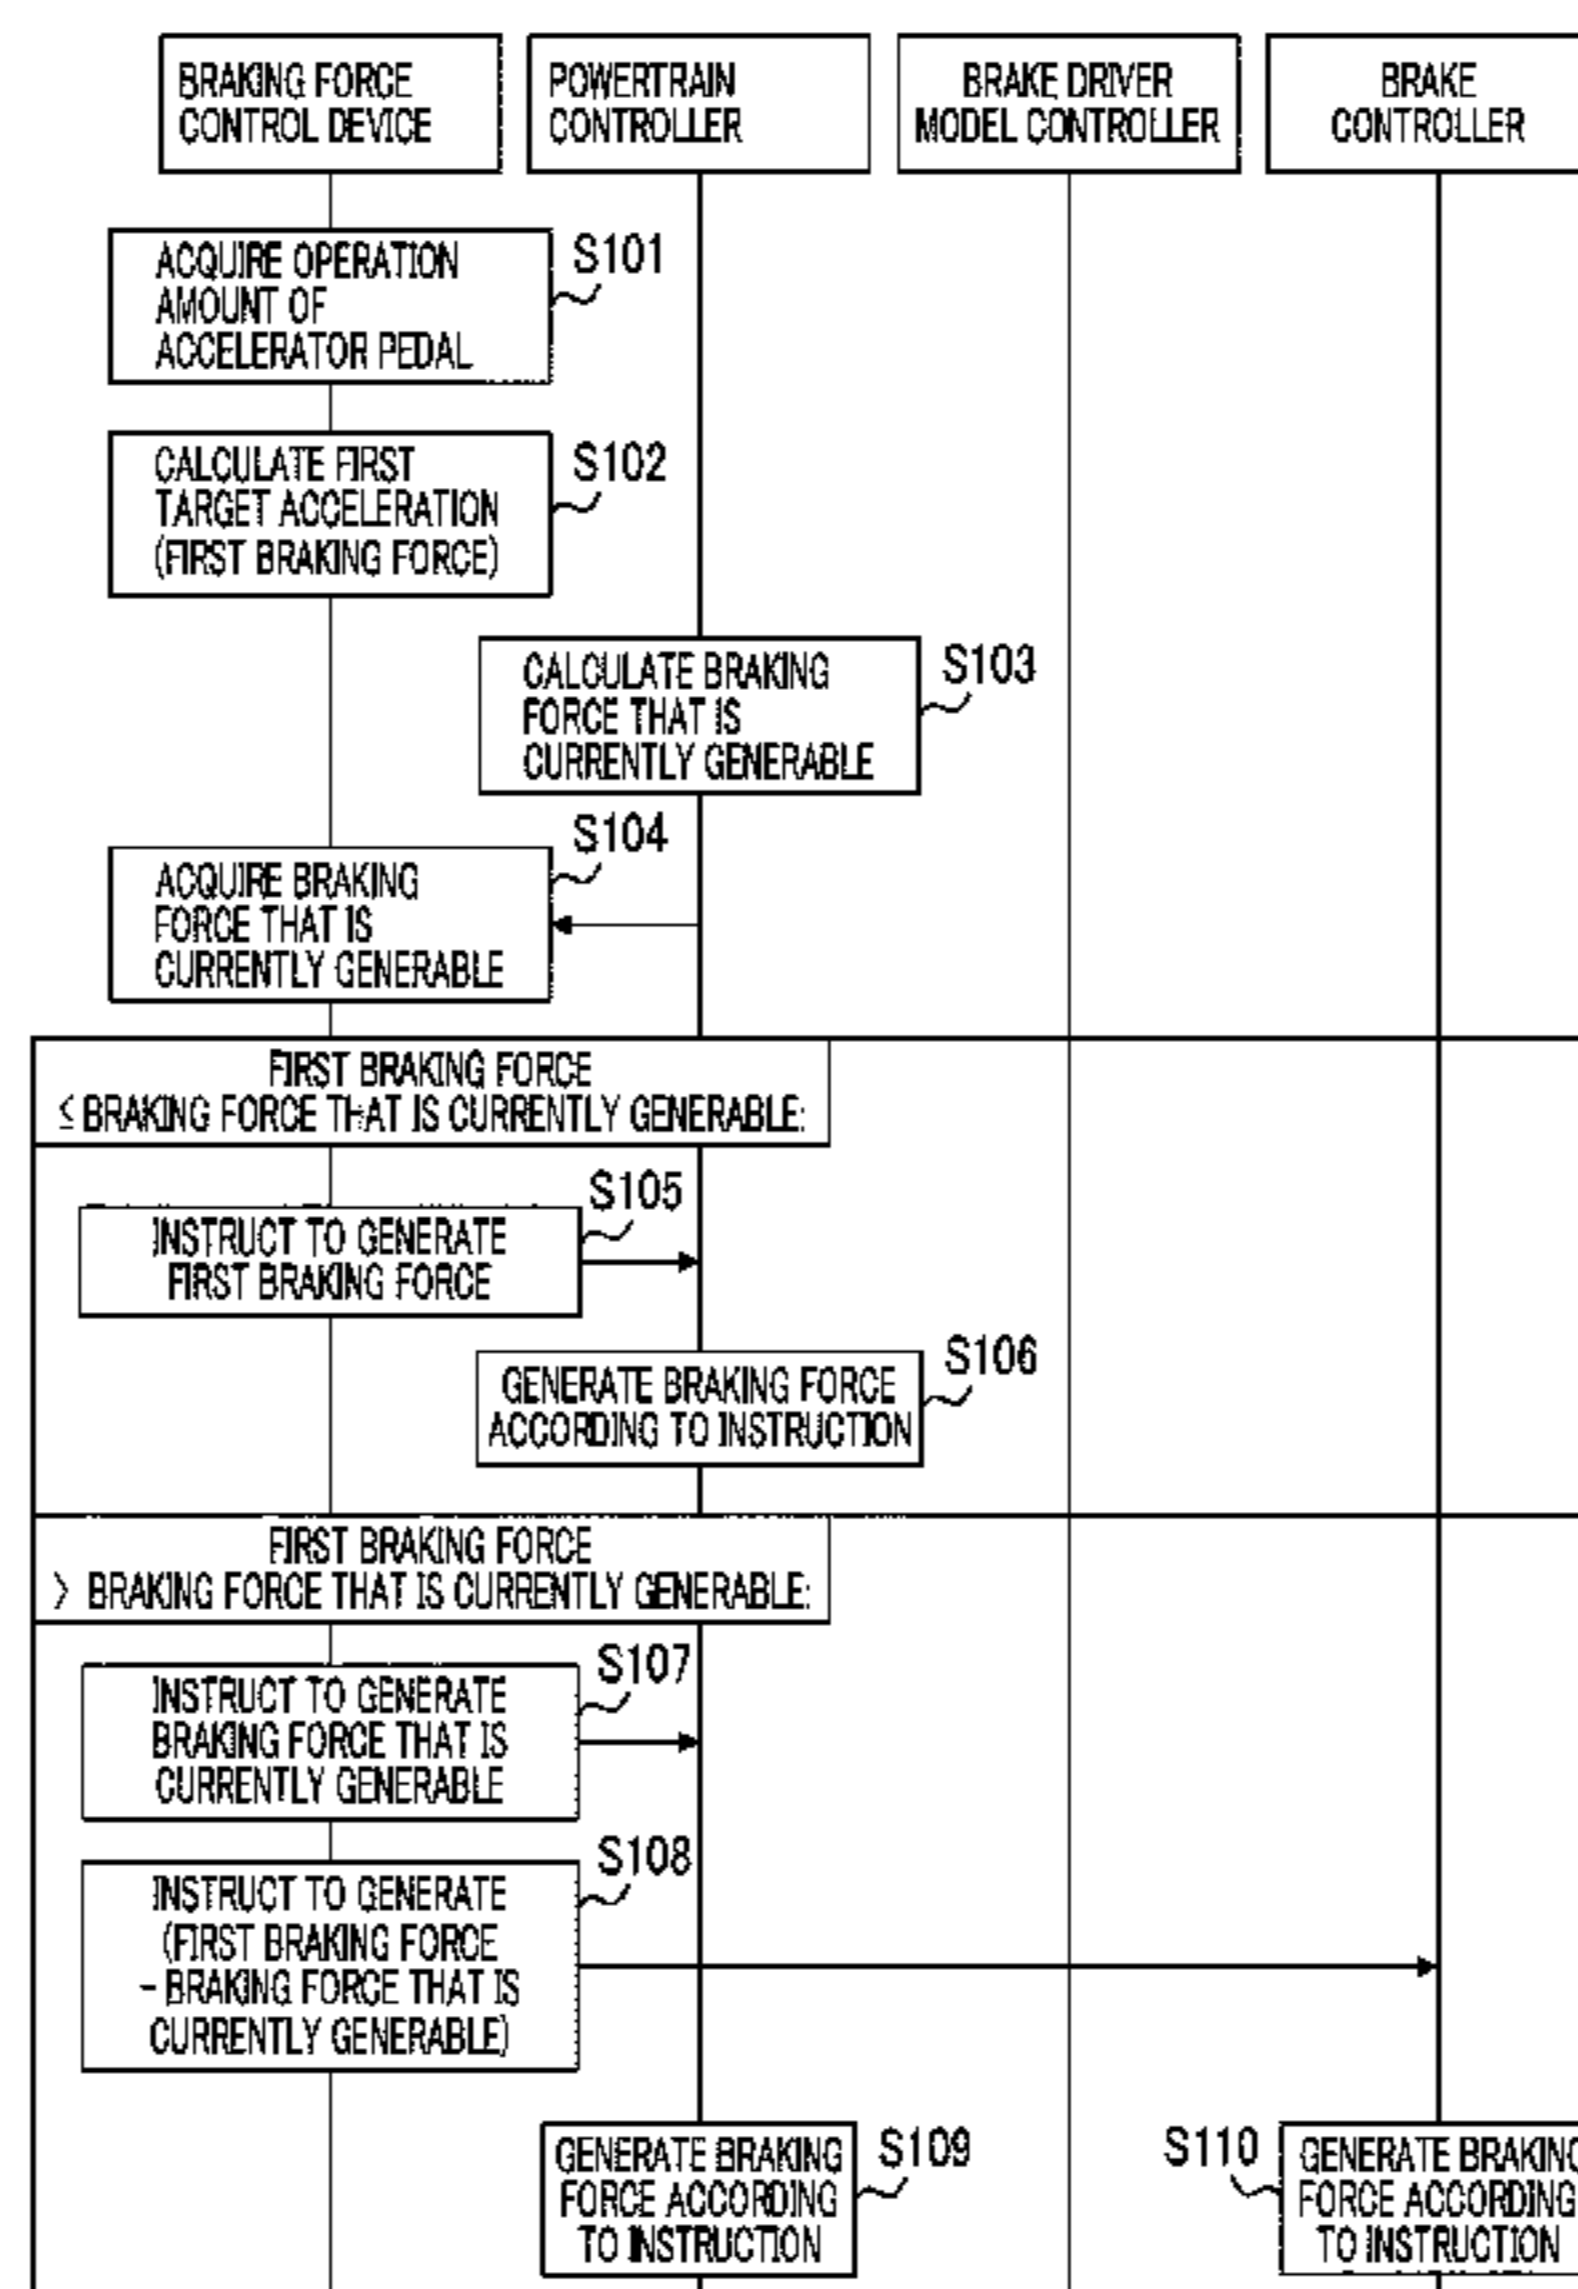 BRAKING FORCE
CONTROL DEVICE
POWERTRAIN
CONTROLLER
BRAKE DRIVER
MODEL CONTROLLER
BRAKE
CONTROLLER
ACQUIRE OPERATION
AMOUNT OF
ACCELERATOR PEDAL
S101
CALCULATE FIRST
TARGET ACCELERATION
(FIRST BRAKING FORCE)
S102
CALCULATE BRAKING
FORCE THAT IS
CURRENTLY GENERABLE
S103
S104
ACQUIRE BRAKING
FORCE THAT IS
CURRENTLY GENERABLE
FIRST BRAKING FORCE
≤ BRAKING FORCE THAT IS CURRENTLY GENERABLE:
S105
INSTRUCT TO GENERATE
FIRST BRAKING FORCE
S106
GENERATE BRAKING FORCE
ACCORDING TO INSTRUCTION
FIRST BRAKING FORCE
> BRAKING FORCE THAT IS CURRENTLY GENERABLE:
S107
INSTRUCT TO GENERATE
BRAKING FORCE THAT IS
CURRENTLY GENERABLE
S108
INSTRUCT TO GENERATE
(FIRST BRAKING FORCE
- BRAKING FORCE THAT IS
CURRENTLY GENERABLE)
GENERATE BRAKING
FORCE ACCORDING
TO INSTRUCTION
S109
S110
GENERATE BRAKING
FORCE ACCORDING
TO INSTRUCTION